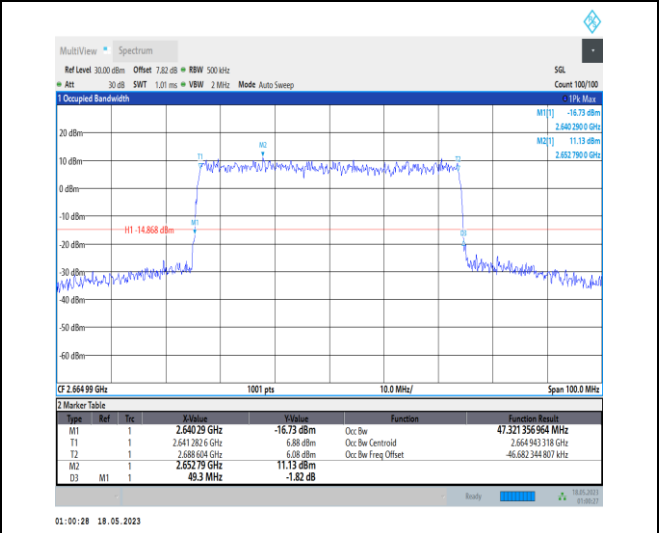 MultiView Spectrum
Ref Level 30.00 dBm Offset 7.82 dB RBW 500 kHz SGL
Att 30 dB SWT 1.01 ms VBW 2 MHz Mode Auto Sweep Count 100/100
1 Occupied Bandwidth 1Pk Max
M1[1] -16.73 dBm
2.640 290 0 GHz
M2[1] 11.13 dBm
2.652 790 0 GHz
20 dBm
M2
T1
T2
10 dBm
0 dBm
-10 dBm
M1
H1 -14.868 dBm
D3
-20 dBm
-30 dBm
-40 dBm
-50 dBm
-60 dBm
CF 2.664 99 GHz 1001 pts 10.0 MHz/ Span 100.0 MHz
2 Marker Table
Type Ref Trc X-Value Y-Value Function Function Result
M1 1 2.640 29 GHz -16.73 dBm Occ Bw 47.321 356 964 MHz
T1 1 2.641 282 6 GHz 6.88 dBm Occ Bw Centroid 2.664 943 318 GHz
T2 1 2.688 604 GHz 6.08 dBm Occ Bw Freq Offset -46.682 344 807 kHz
M2 1 2.652 79 GHz 11.13 dBm
D3 M1 1 49.3 MHz -1.82 dB
Ready 18.05.2023
01:00:27
01:00:28 18.05.2023